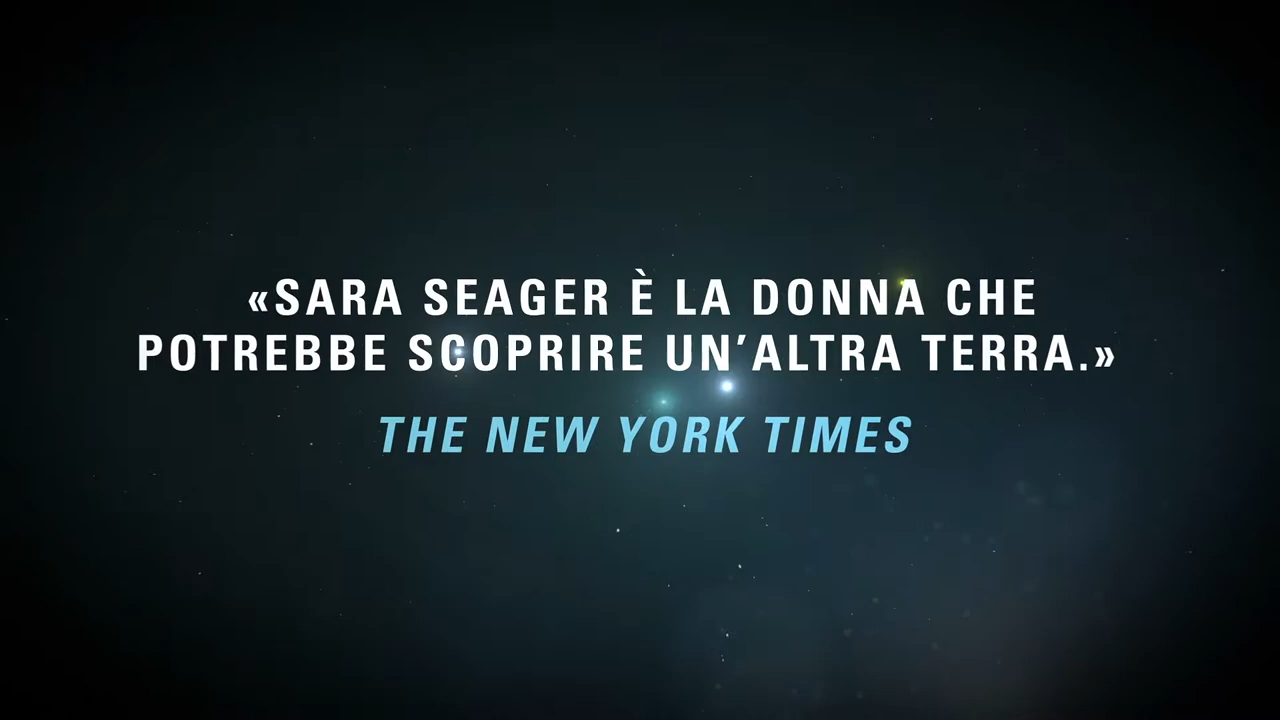 «SARA SEAGER È LA DONNA CHE
POTREBBE SCOPRIRE UN’ALTRA TERRA.»
THE NEW YORK TIMES